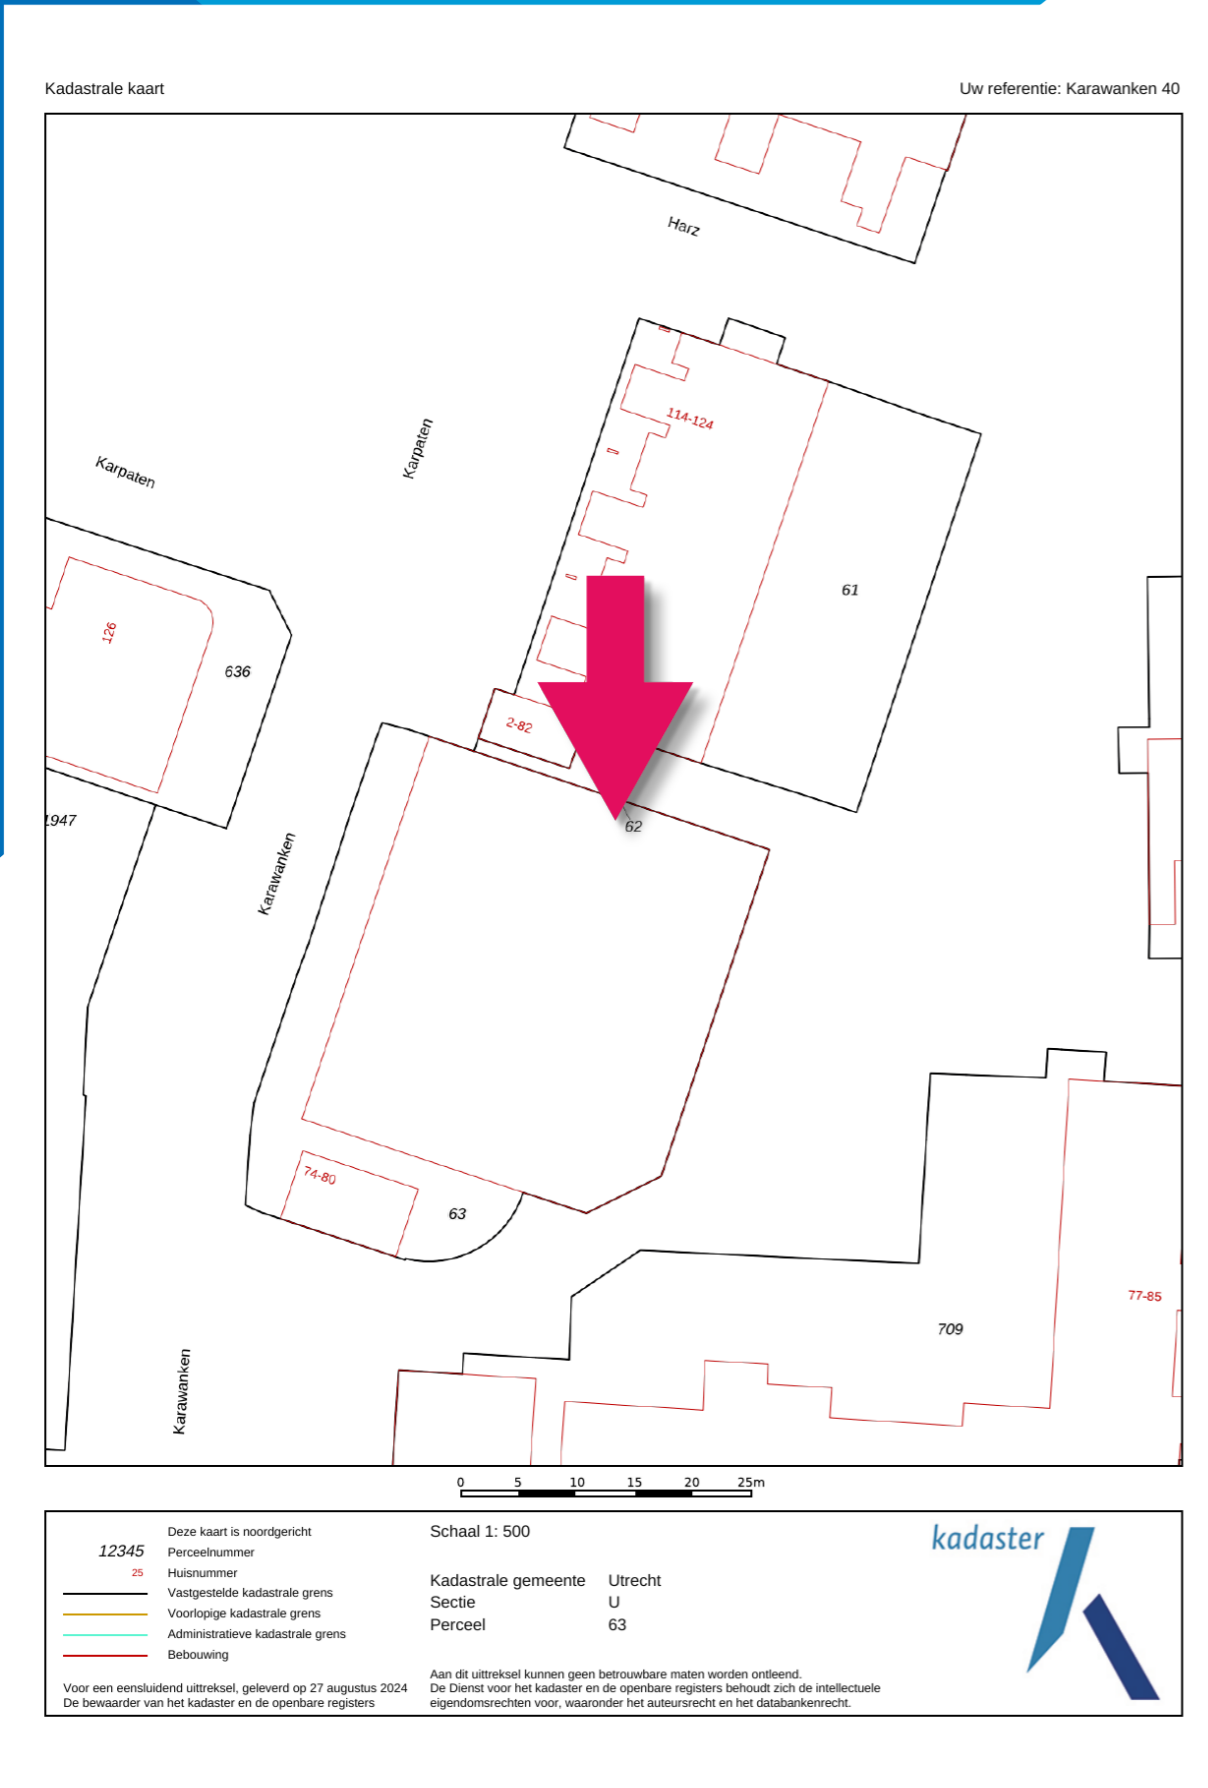 Kadastrale kaart
Uw referentie: Karawanken 40
Harz
114-124
Karpaten
Karpaten
61
126
636
2-82
1947
62
Karawanken
74-80
63
77-85
709
Karawanken
0 5 10 15 20 25m
Deze kaart is noordgericht
12345 Perceelnummer
25 Huisnummer
Vastgestelde kadastrale grens
Voorlopige kadastrale grens
Administratieve kadastrale grens
Bebouwing
Voor een eensluidend uittreksel, geleverd op 27 augustus 2024
De bewaarder van het kadaster en de openbare registers
Schaal 1: 500
Kadastrale gemeente Utrecht
Sectie U
Perceel 63
Aan dit uittreksel kunnen geen betrouwbare maten worden ontleend.
De Dienst voor het kadaster en de openbare registers behoudt zich de intellectuele
eigendomsrechten voor, waaronder het auteursrecht en het databankenrecht.
kadaster